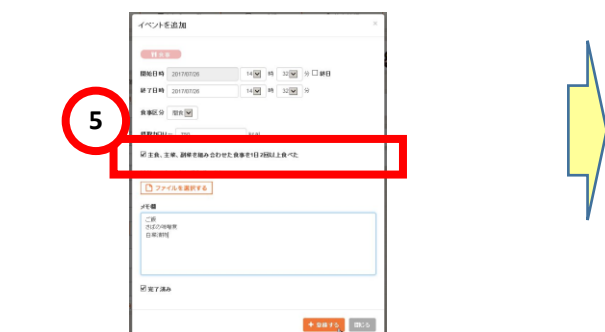 イベントを追加
×
開始日時 2017/07/26 14 時 32 分 □ 終日
終了日時 2017/07/26 14 時 32 分
食事区分 間食
5
☑ 主食、主菜、副菜を組み合わせた食事を1日2回以上食べた
ファイルを選択する
メモ欄
ご飯
さばの味噌煮
☑ 完了済み
+ 登録する 閉じる